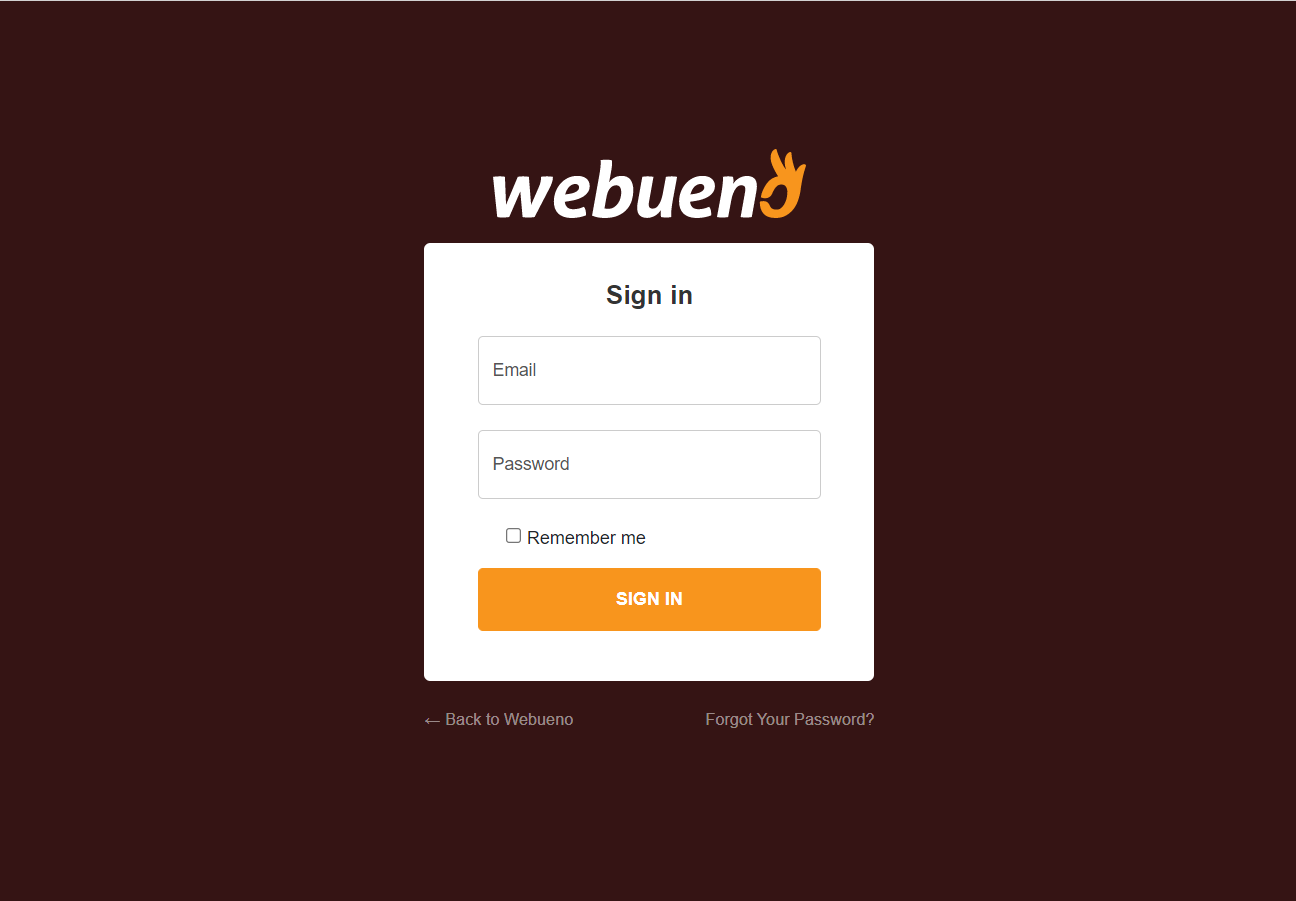 webueno
Sign in
Email
Password
Remember me
SIGN IN
← Back to Webueno
Forgot Your Password?